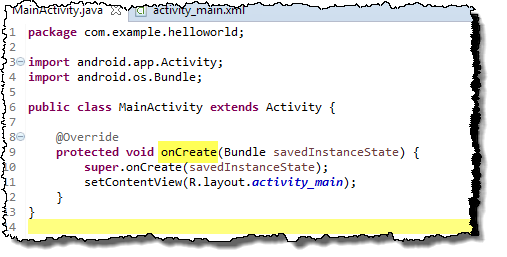 MainActivity.java activity_main.xml
1 package com.example.helloworld;
2
3 import android.app.Activity;
4 import android.os.Bundle;
5
6 public class MainActivity extends Activity {
7
8 @Override
9 protected void onCreate(Bundle savedInstanceState) {
10 super.onCreate(savedInstanceState);
11 setContentView(R.layout.activity_main);
12 }
13 }
14